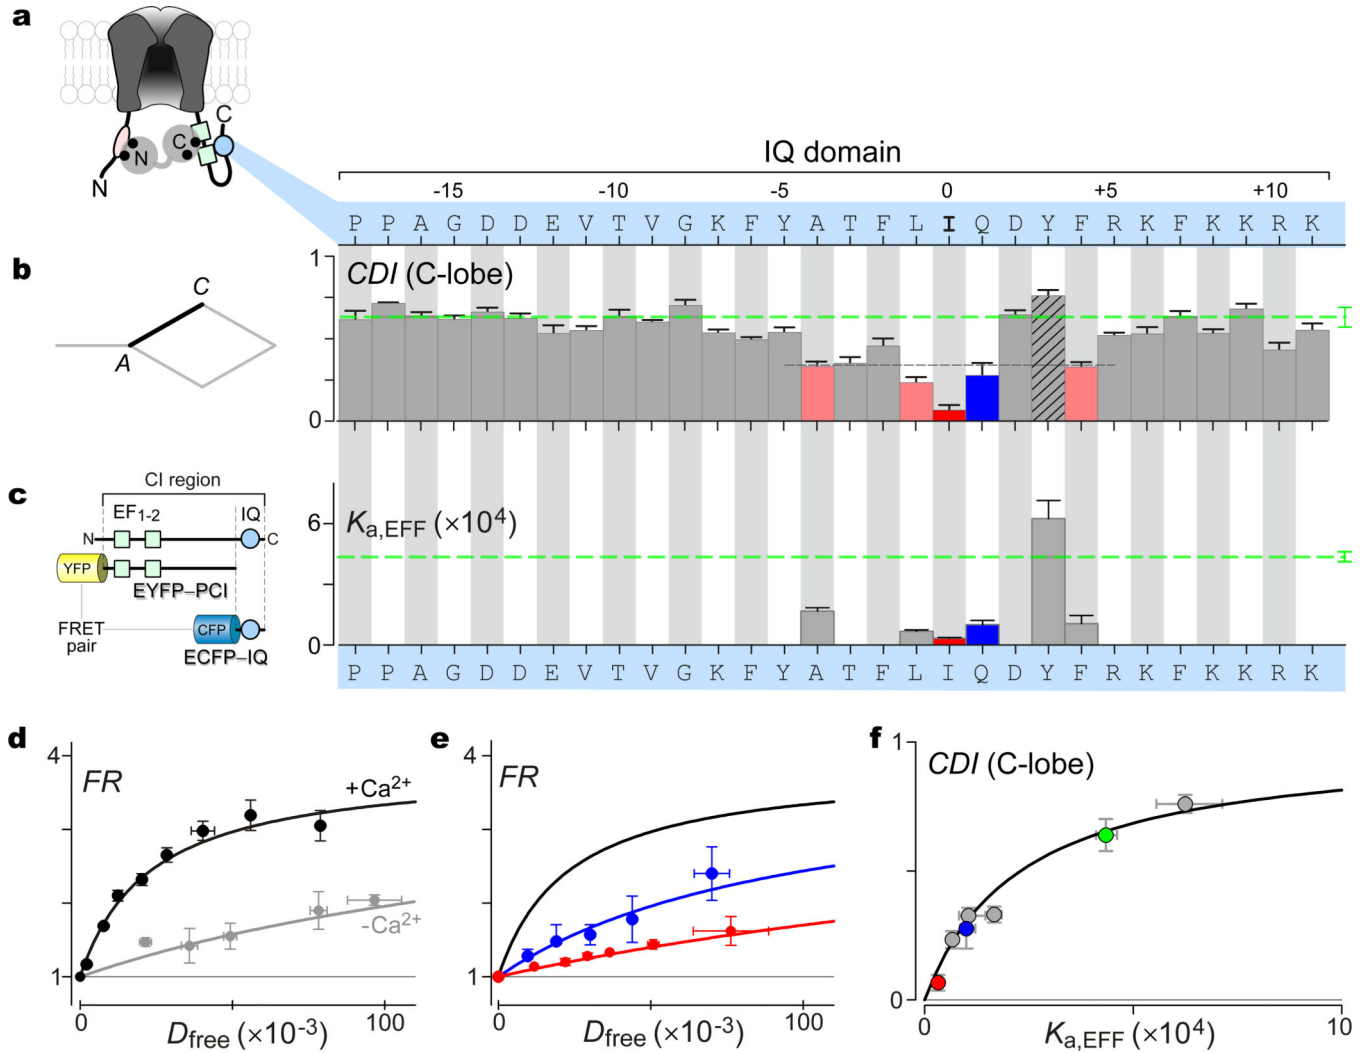 a
C
N
C
N
IQ domain
-15 -10 -5 0 +5 +10
P P A G D D E V T V G K F Y A T F L I Q D Y F R K F K K R K
b
C
A
1
CDI (C-lobe)
0
c
CI region
EF1-2 IQ
N C
YFP
EYFP–PCI
FRET pair
CFP
ECFP–IQ
6
Ka,EFF (×10⁴)
0
P P A G D D E V T V G K F Y A T F L I Q D Y F R K F K K R K
d
4
FR
+Ca²⁺
-Ca²⁺
1
0 100
Dfree (×10⁻³)
e
4
FR
1
0 100
Dfree (×10⁻³)
f
1
CDI (C-lobe)
0
0 10
Ka,EFF (×10⁴)